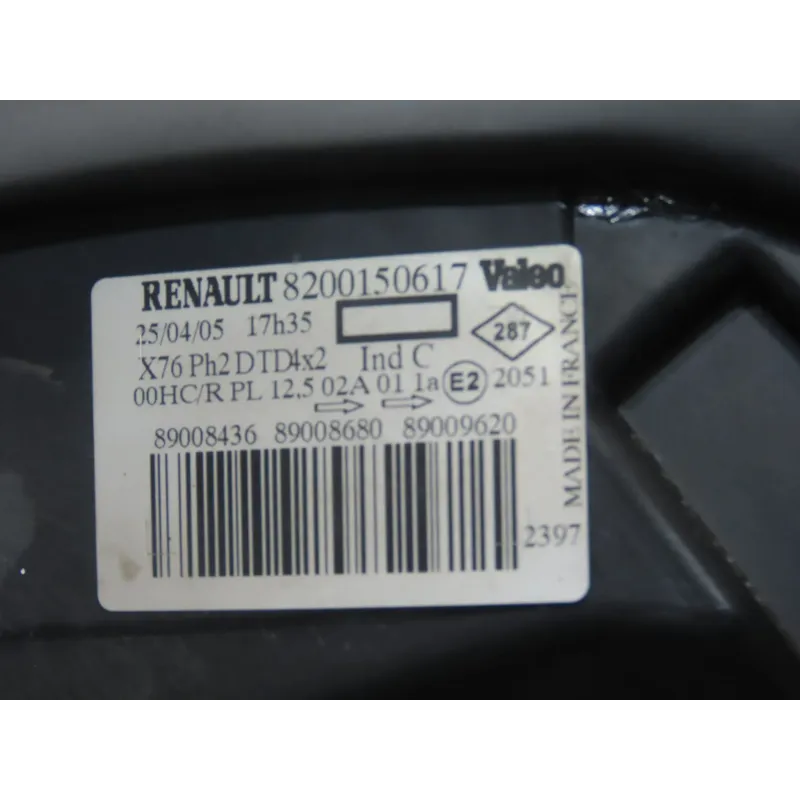 RENAULT 8200150617 Valeo
25/04/05 17h35
287
X76 Ph2 DTD4x2 Ind C
00HC/R PL 12,5 02A 01 1a E2 2051
89008436 89008680 89009620
2397
MADE IN FRANCE